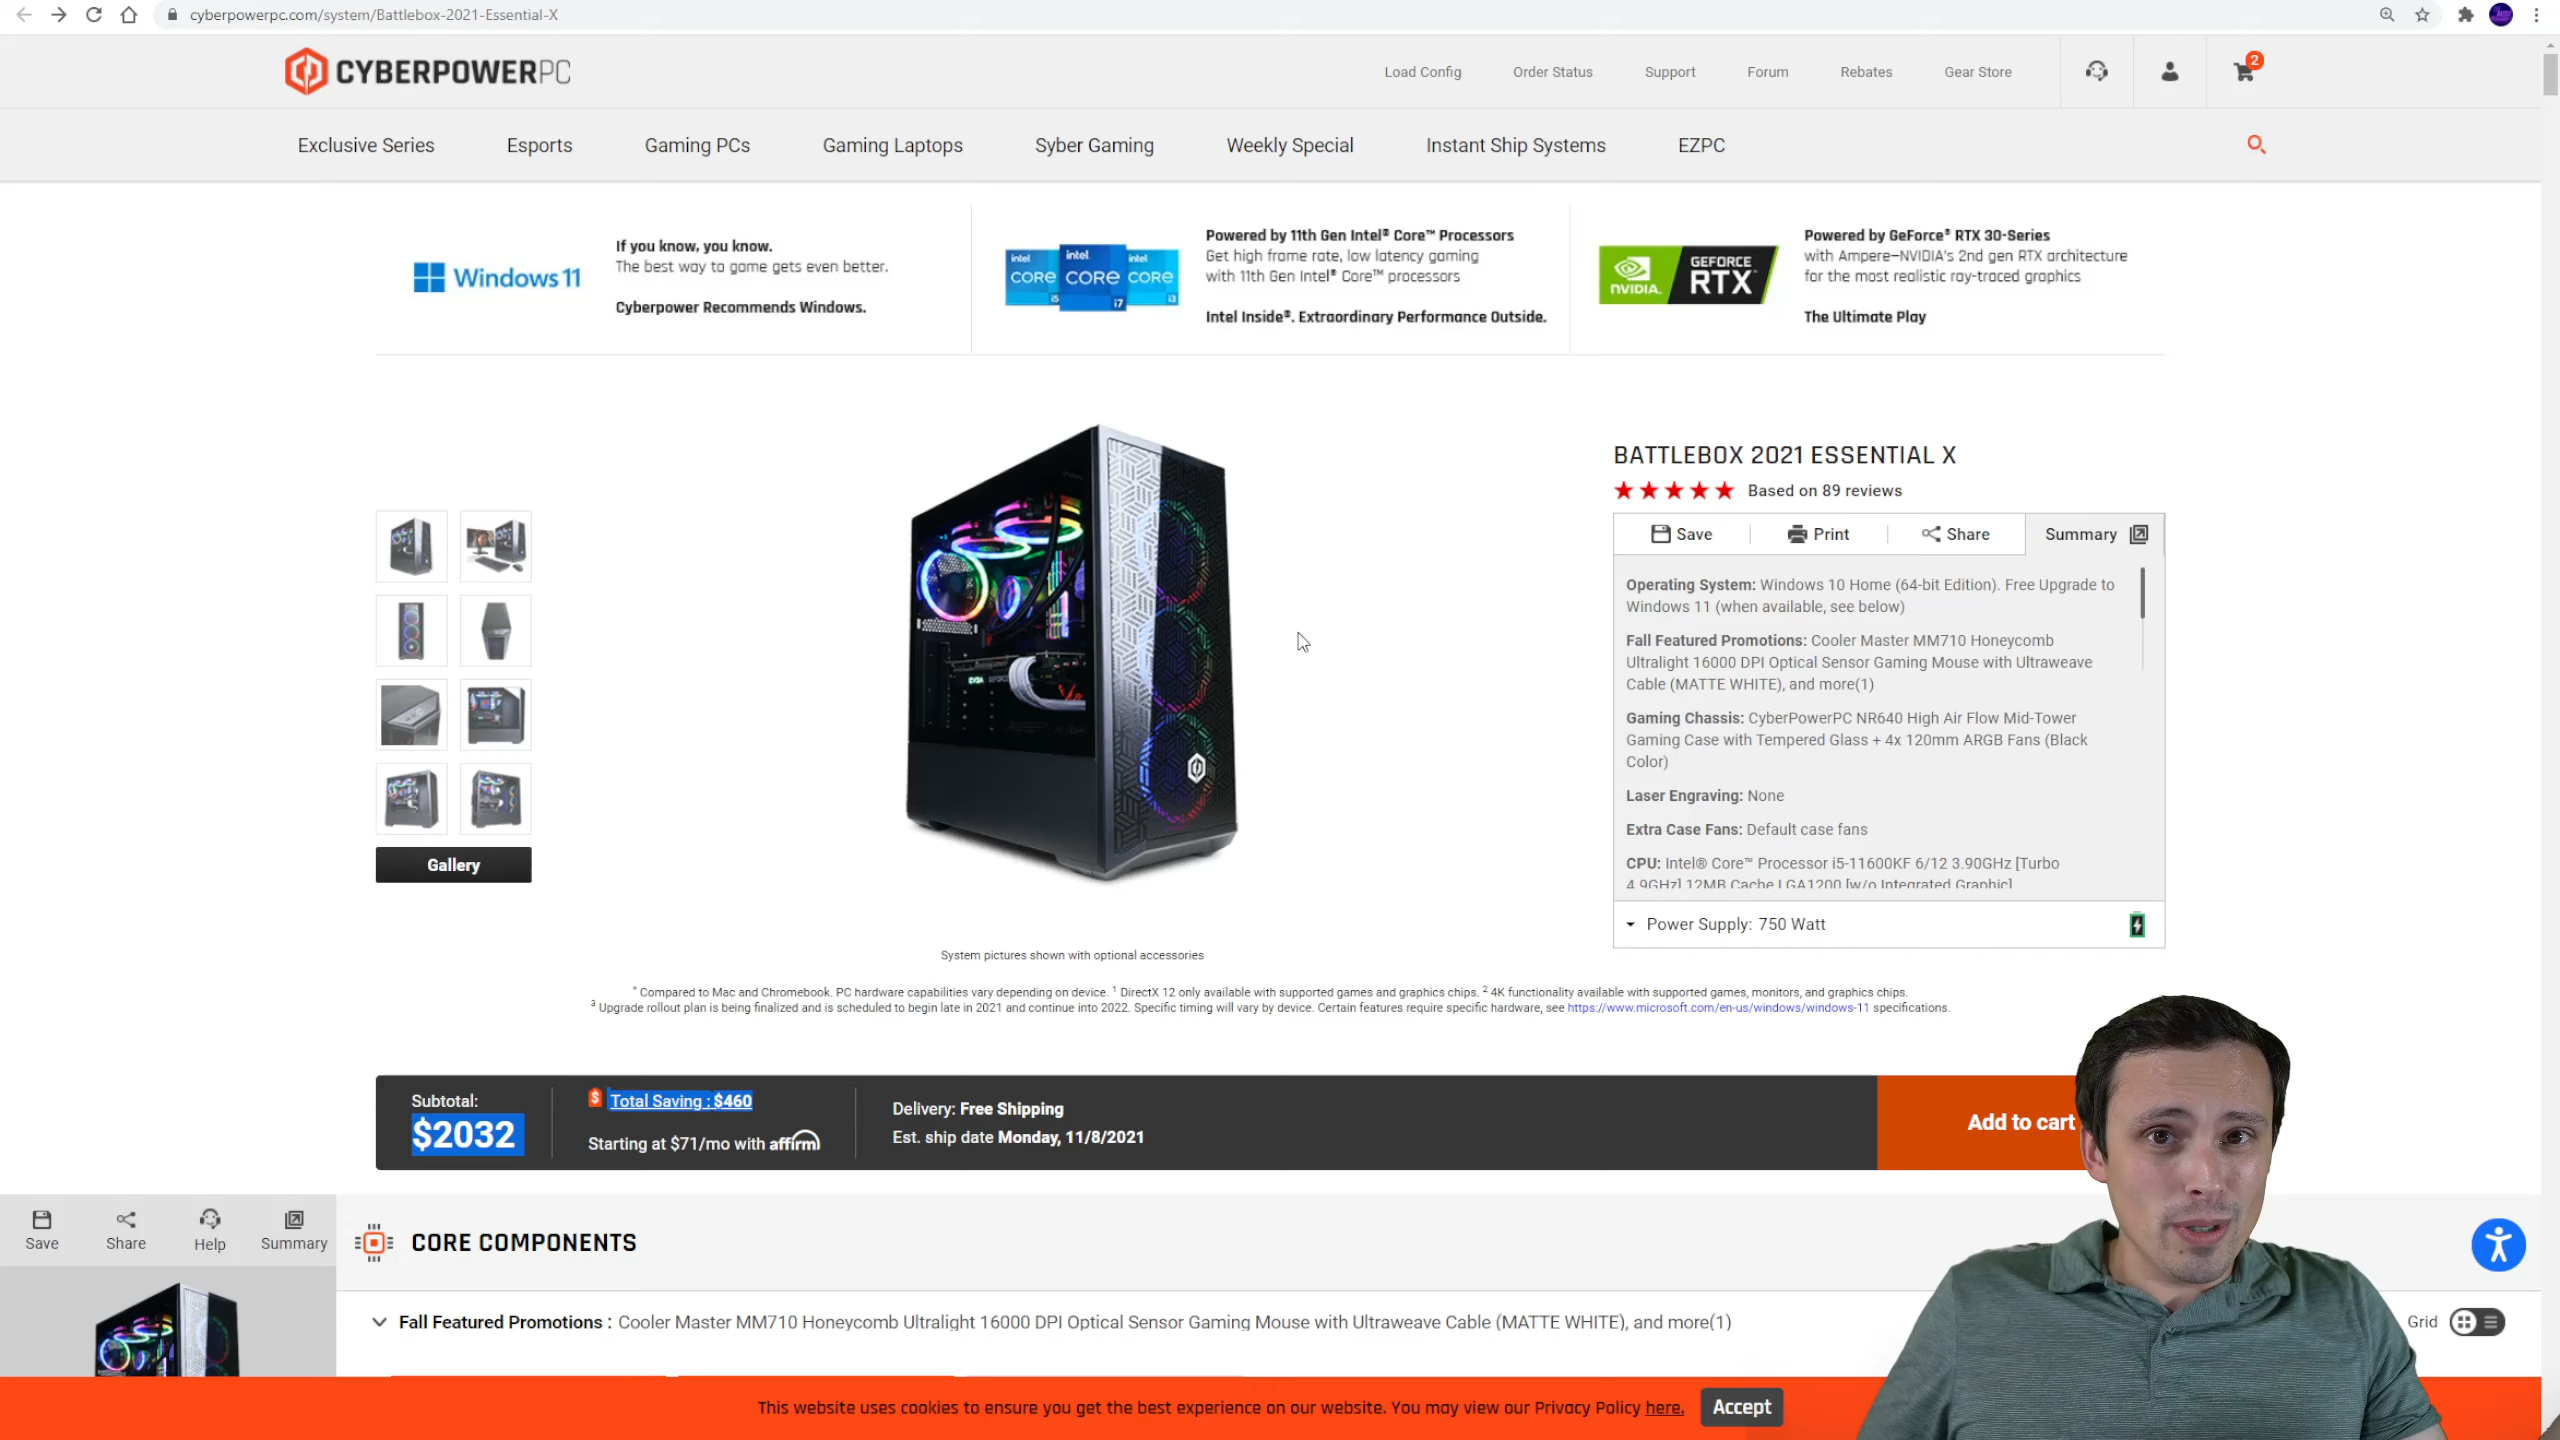 cyberpowerpc.com/system/Battlebox-2021-Essential-X
CYBERPOWERPC
Load Config
Order Status
Support
Forum
Rebates
Gear Store
2
Exclusive Series
Esports
Gaming PCs
Gaming Laptops
Syber Gaming
Weekly Special
Instant Ship Systems
EZPC
Windows 11
If you know, you know.
The best way to game gets even better.
Cyberpower Recommends Windows.
intel intel intel
CORE CORE CORE
i5 i7 i3
Powered by 11th Gen Intel® Core™ Processors
Get high frame rate, low latency gaming
with 11th Gen Intel® Core™ processors
Intel Inside®. Extraordinary Performance Outside.
NVIDIA.
GEFORCE
RTX
Powered by GeForce® RTX 30-Series
with Ampere—NVIDIA's 2nd gen RTX architecture
for the most realistic ray-traced graphics
The Ultimate Play
BATTLEBOX 2021 ESSENTIAL X
Based on 89 reviews
Save
Print
Share
Summary
Operating System: Windows 10 Home (64-bit Edition). Free Upgrade to
Windows 11 (when available, see below)
Fall Featured Promotions: Cooler Master MM710 Honeycomb
Ultralight 16000 DPI Optical Sensor Gaming Mouse with Ultraweave
Cable (MATTE WHITE), and more(1)
Gaming Chassis: CyberPowerPC NR640 High Air Flow Mid-Tower
Gaming Case with Tempered Glass + 4x 120mm ARGB Fans (Black
Color)
Laser Engraving: None
Extra Case Fans: Default case fans
CPU: Intel® Core™ Processor i5-11600KF 6/12 3.90GHz [Turbo
4.9GHz] 12MB Cache LGA1200 [w/o Integrated Graphic]
Power Supply: 750 Watt
Gallery
EVGA
System pictures shown with optional accessories
* Compared to Mac and Chromebook. PC hardware capabilities vary depending on device. 1 DirectX 12 only available with supported games and graphics chips. 2 4K functionality available with supported games, monitors, and graphics chips.
3 Upgrade rollout plan is being finalized and is scheduled to begin late in 2021 and continue into 2022. Specific timing will vary by device. Certain features require specific hardware, see https://www.microsoft.com/en-us/windows/windows-11 specifications.
Subtotal:
$2032
Total Saving : $460
Starting at $71/mo with affirm
Delivery: Free Shipping
Est. ship date Monday, 11/8/2021
Add to cart
Save
Share
Help
Summary
CORE COMPONENTS
Fall Featured Promotions : Cooler Master MM710 Honeycomb Ultralight 16000 DPI Optical Sensor Gaming Mouse with Ultraweave Cable (MATTE WHITE), and more(1)
Grid
This website uses cookies to ensure you get the best experience on our website. You may view our Privacy Policy here.
Accept